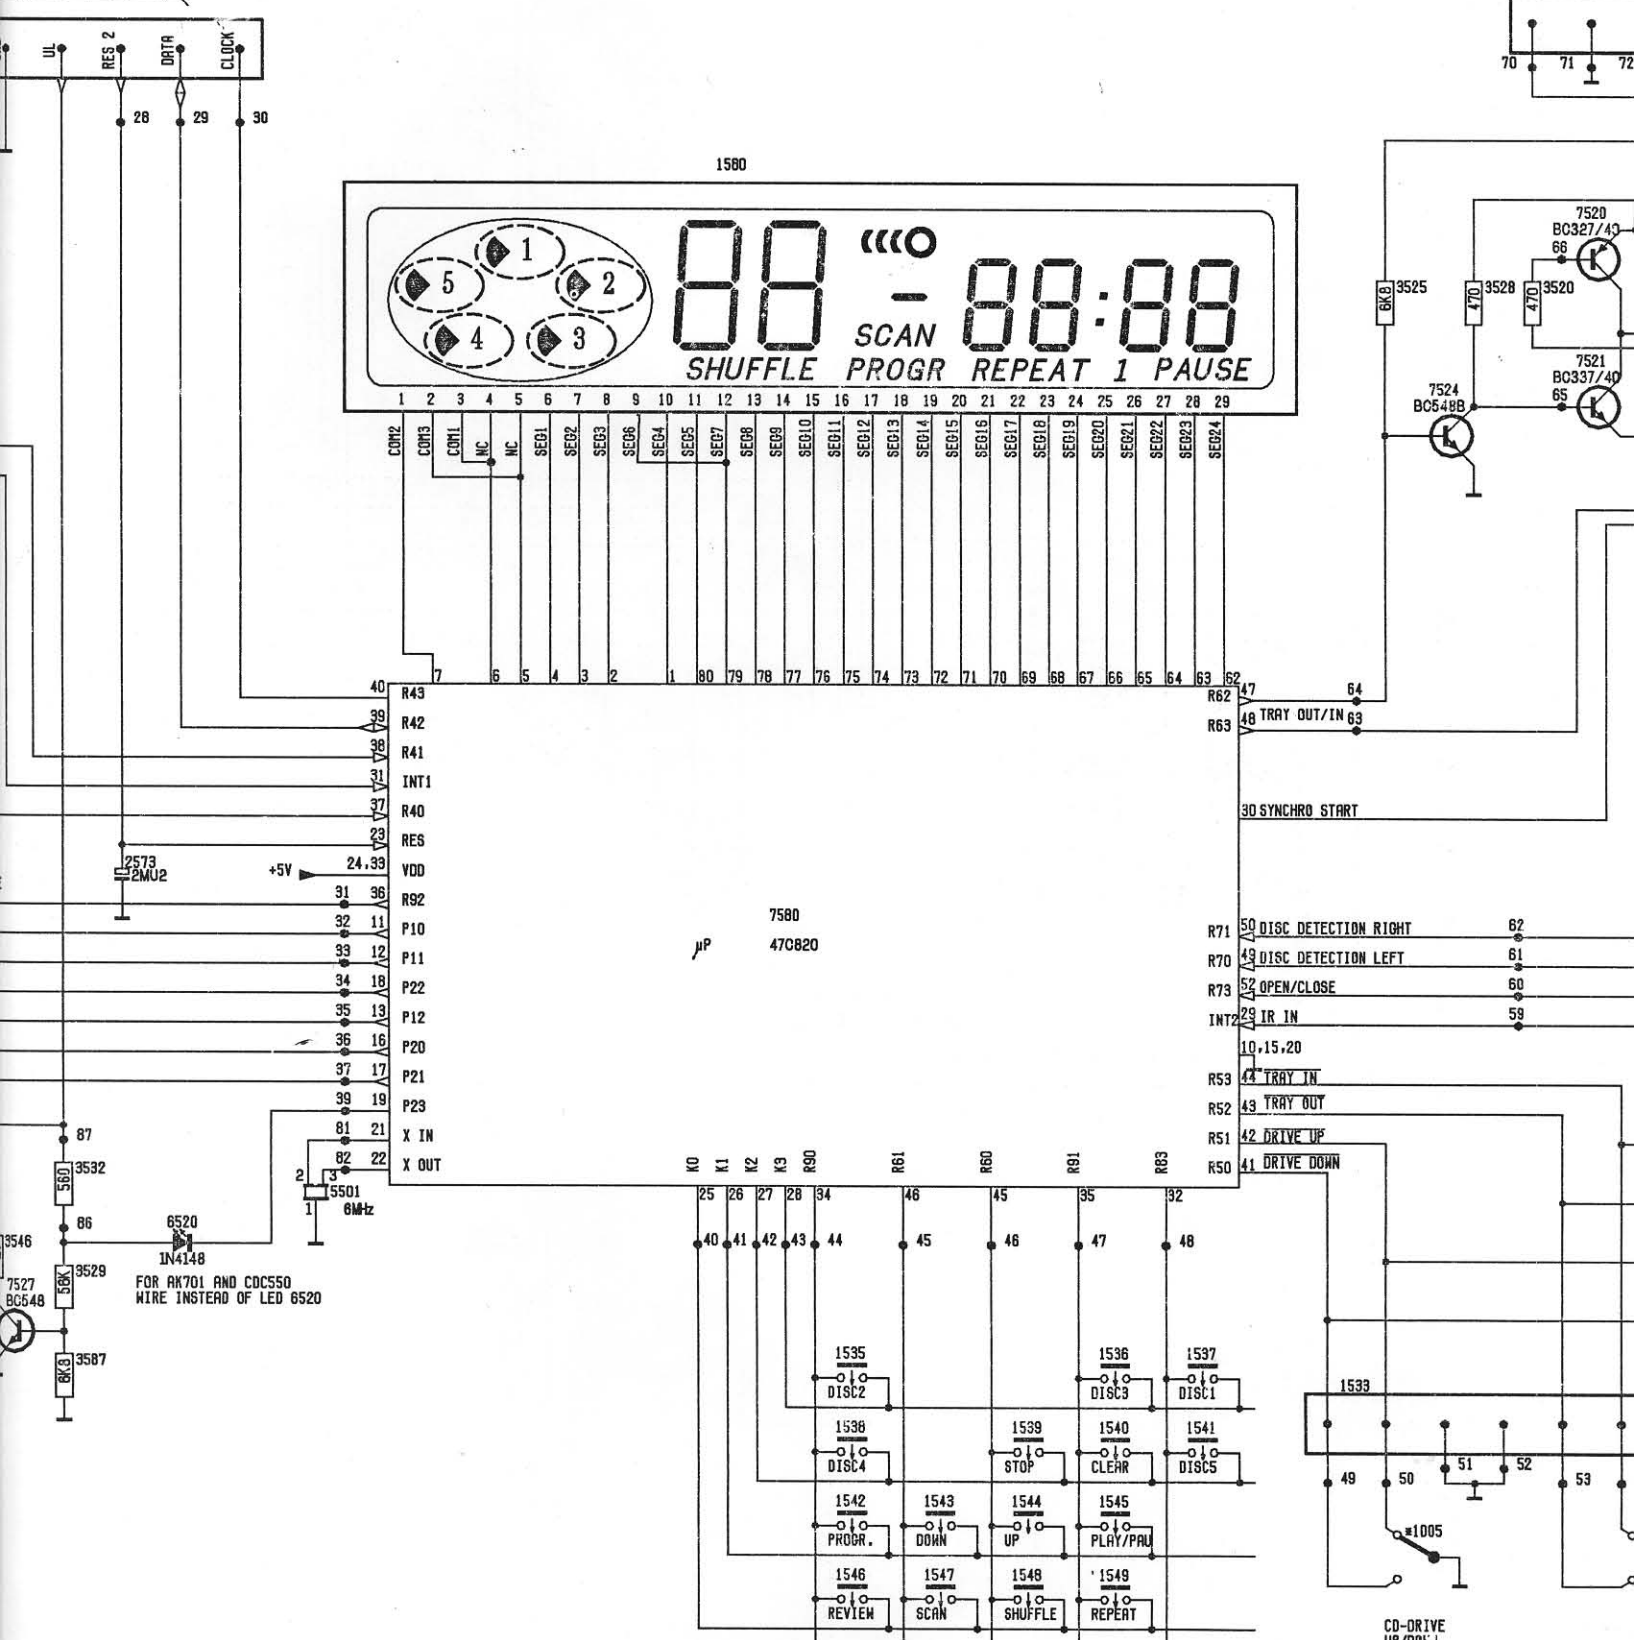 UL
RES 2
DATA
CLOCK
28
29
30
70
71
72
1580
1
5
2
4
3
88
88:88
SCAN
SHUFFLE PROGR REPEAT 1 PAUSE
1 2 3 4 5 6 7 8 9 10 11 12 13 14 15 16 17 18 19 20 21 22 23 24 25 26 27 28 29
COM2 COM3 COM1 NC NC SEG1 SEG2 SEG3 SEG6 SEG4 SEG5 SEG7 SEG8 SEG9 SEG10 SEG11 SEG12 SEG13 SEG14 SEG15 SEG16 SEG17 SEG18 SEG19 SEG20 SEG21 SEG22 SEG23 SEG24
7520
BC327/40
66
6K8 3525
470 3528
470 3520
7521
BC337/40
65
7524
BC548B
7 6 5 4 3 2 1 80 79 78 77 76 75 74 73 72 71 70 69 68 67 66 65 64 63 62
40 R43
39 R42
38 R41
31 INT1
37 R40
23 RES
+5V 24,33 VDD
2573
2MU2
31 36 R92
32 11 P10
33 12 P11
34 18 P22
35 13 P12
36 16 P20
37 17 P21
39 19 P23
81 21 X IN
82 22 X OUT
2 3
5501
1 6MHz
7580
µP 47C820
R62 47 64
R63 48 TRAY OUT/IN 63
30 SYNCHRO START
R71 50 DISC DETECTION RIGHT 62
R70 49 DISC DETECTION LEFT 61
R73 52 OPEN/CLOSE 60
INT2 29 IR IN 59
10,15,20
R53 44 TRAY IN
R52 43 TRAY OUT
R51 42 DRIVE UP
R50 41 DRIVE DOWN
K0 K1 K2 K3 R90 R61 R60 R91 R83
25 26 27 28 34 46 45 35 32
40 41 42 43 44 45 46 47 48
87
560 3532
86
6520
1N4148
FOR AK701 AND CDC550
WIRE INSTEAD OF LED 6520
3546
56K 3529
7527
BC548
6K8 3587
1535 1536 1537
DISC2 DISC3 DISC1
1538 1539 1540 1541
DISC4 STOP CLEAR DISC5
1542 1543 1544 1545
PROGR. DOWN UP PLAY/PAU
1546 1547 1548 1549
REVIEW SCAN SHUFFLE REPEAT
1533
49 50 51 52 53
*1005
CD-DRIVE